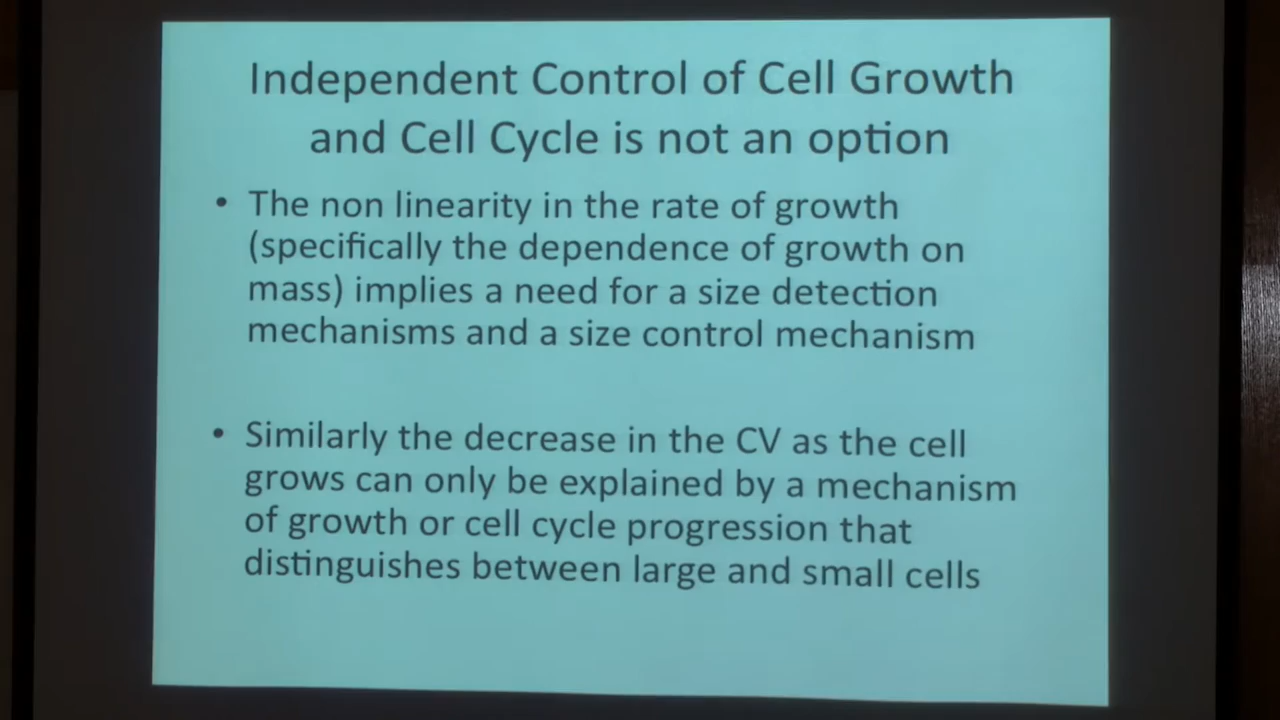 Independent Control of Cell Growth
and Cell Cycle is not an option
• The non linearity in the rate of growth
(specifically the dependence of growth on
mass) implies a need for a size detection
mechanisms and a size control mechanism
• Similarly the decrease in the CV as the cell
grows can only be explained by a mechanism
of growth or cell cycle progression that
distinguishes between large and small cells